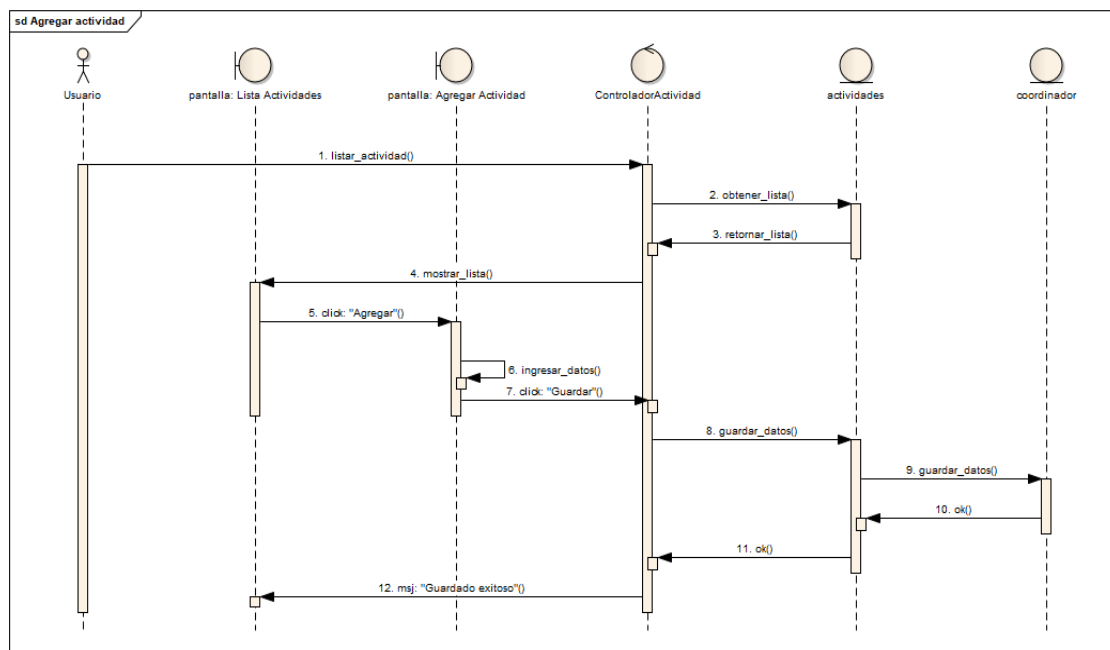 sd Agregar actividad
Usuario
pantalla: Lista Actividades
pantalla: Agregar Actividad
ControladorActividad
actividades
coordinador
1. listar_actividad()
2. obtener_lista()
3. retornar_lista()
4. mostrar_lista()
5. click: "Agregar"()
6. ingresar_datos()
7. click: "Guardar"()
8. guardar_datos()
9. guardar_datos()
10. ok()
11. ok()
12. msj: "Guardado exitoso"()